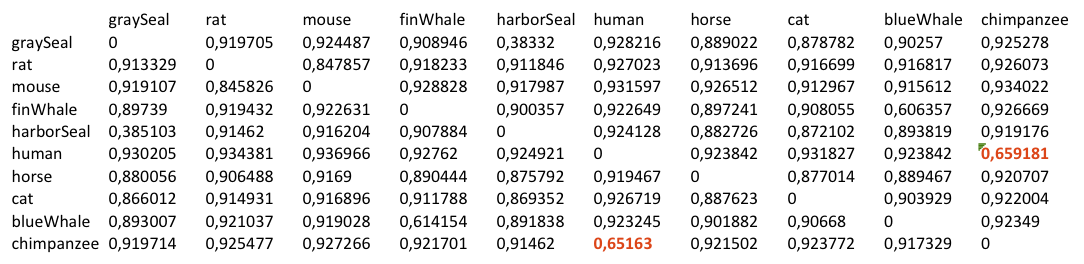 graySeal rat mouse finWhale harborSeal human horse cat blueWhale chimpanzee
graySeal 0 0,919705 0,924487 0,908946 0,38332 0,928216 0,889022 0,878782 0,90257 0,925278
rat 0,913329 0 0,847857 0,918233 0,911846 0,927023 0,913696 0,916699 0,916817 0,926073
mouse 0,919107 0,845826 0 0,928828 0,917987 0,931597 0,926512 0,912967 0,915612 0,934022
finWhale 0,89739 0,919432 0,922631 0 0,900357 0,922649 0,897241 0,908055 0,606357 0,926669
harborSeal 0,385103 0,91462 0,916204 0,907884 0 0,924128 0,882726 0,872102 0,893819 0,919176
human 0,930205 0,934381 0,936966 0,92762 0,924921 0 0,923842 0,931827 0,923842 0,659181
horse 0,880056 0,906488 0,9169 0,890444 0,875792 0,919467 0 0,877014 0,889467 0,920707
cat 0,866012 0,914931 0,916896 0,911788 0,869352 0,926719 0,887623 0 0,903929 0,922004
blueWhale 0,893007 0,921037 0,919028 0,614154 0,891838 0,923245 0,901882 0,90668 0 0,92349
chimpanzee 0,919714 0,925477 0,927266 0,921701 0,91462 0,65163 0,921502 0,923772 0,917329 0